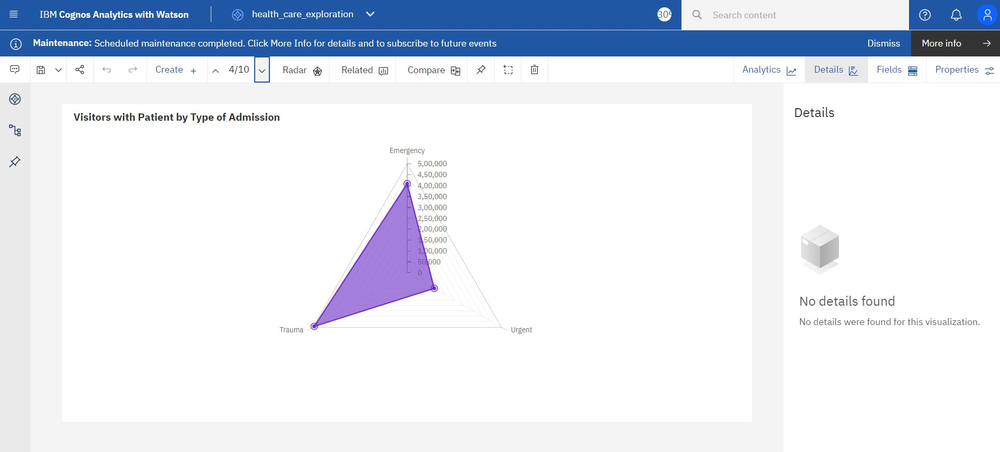 IBM Cognos Analytics with Watson
health_care_exploration
30
Search content
Maintenance: Scheduled maintenance completed. Click More Info for details and to subscribe to future events
Dismiss
More info
Create +
4/10
Radar
Related
Compare
Analytics
Details
Fields
Properties
Visitors with Patient by Type of Admission
Emergency
5,00,000
4,50,000
4,00,000
3,50,000
3,00,000
2,50,000
2,00,000
1,50,000
1,00,000
50,000
0
Trauma
Urgent
Details
No details found
No details were found for this visualization.